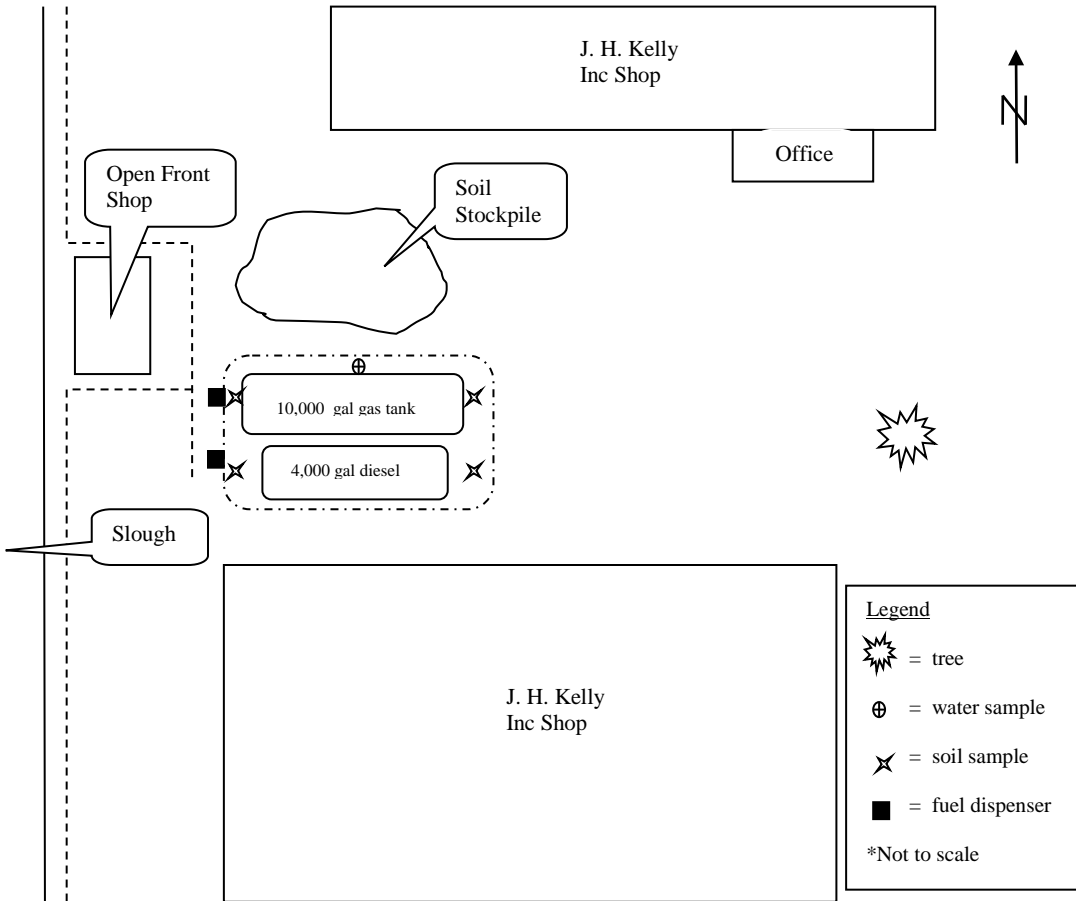 J. H. Kelly
Inc Shop
N
Office
Open Front
Shop
Soil
Stockpile
10,000 gal gas tank
4,000 gal diesel
Slough
J. H. Kelly
Inc Shop
Legend
= tree
= water sample
= soil sample
= fuel dispenser
*Not to scale